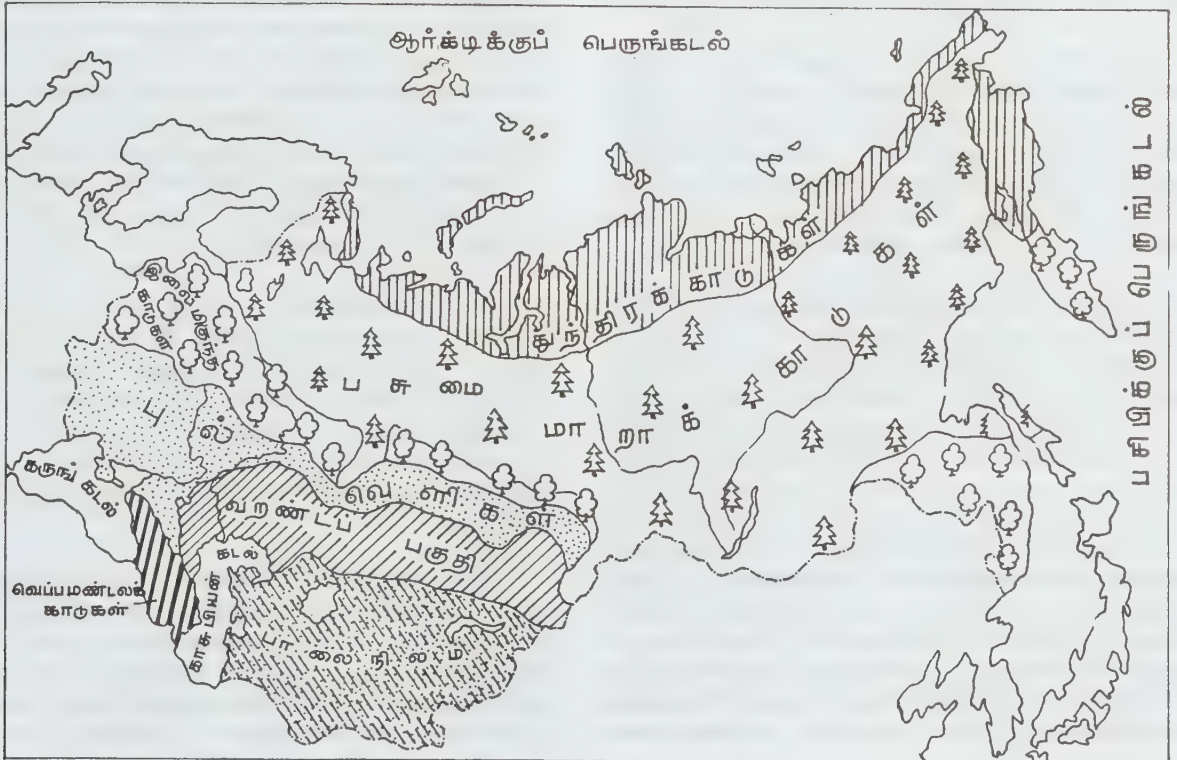 ஆர்க்டிக்குப் பெருங்கடல்
பசிபிக்குப் பெருங்கடல்
துந்திரக்காடுகள்
இலைமிகுந்த
காடுகள்
பசுமை மாறாக் காடுகள்
புல் வெளிகள்
கருங்கடல்
வறண்டப் பகுதி
கடல்
காசுபியன்
வெப்பமண்டலக்
காடுகள்
பாலைநிலம்